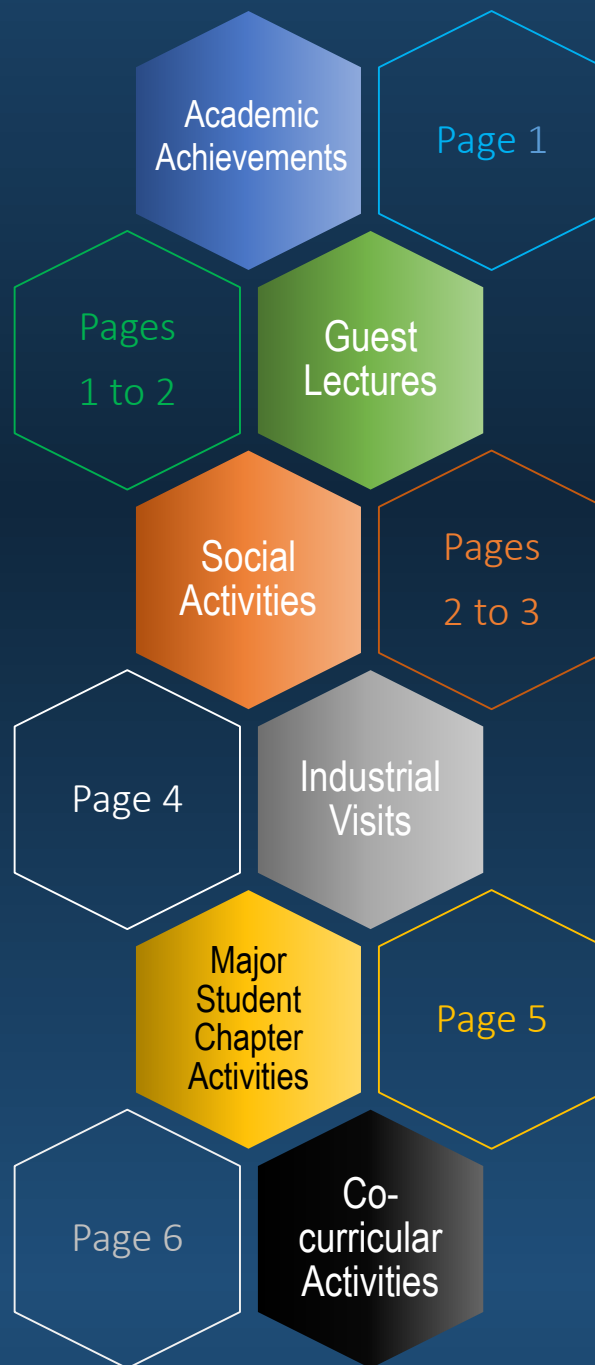 Academic
Achievements
Page 1
Pages
1 to 2
Guest
Lectures
Social
Activities
Pages
2 to 3
Page 4
Industrial
Visits
Major
Student
Chapter
Activities
Page 5
Page 6
Co-
curricular
Activities